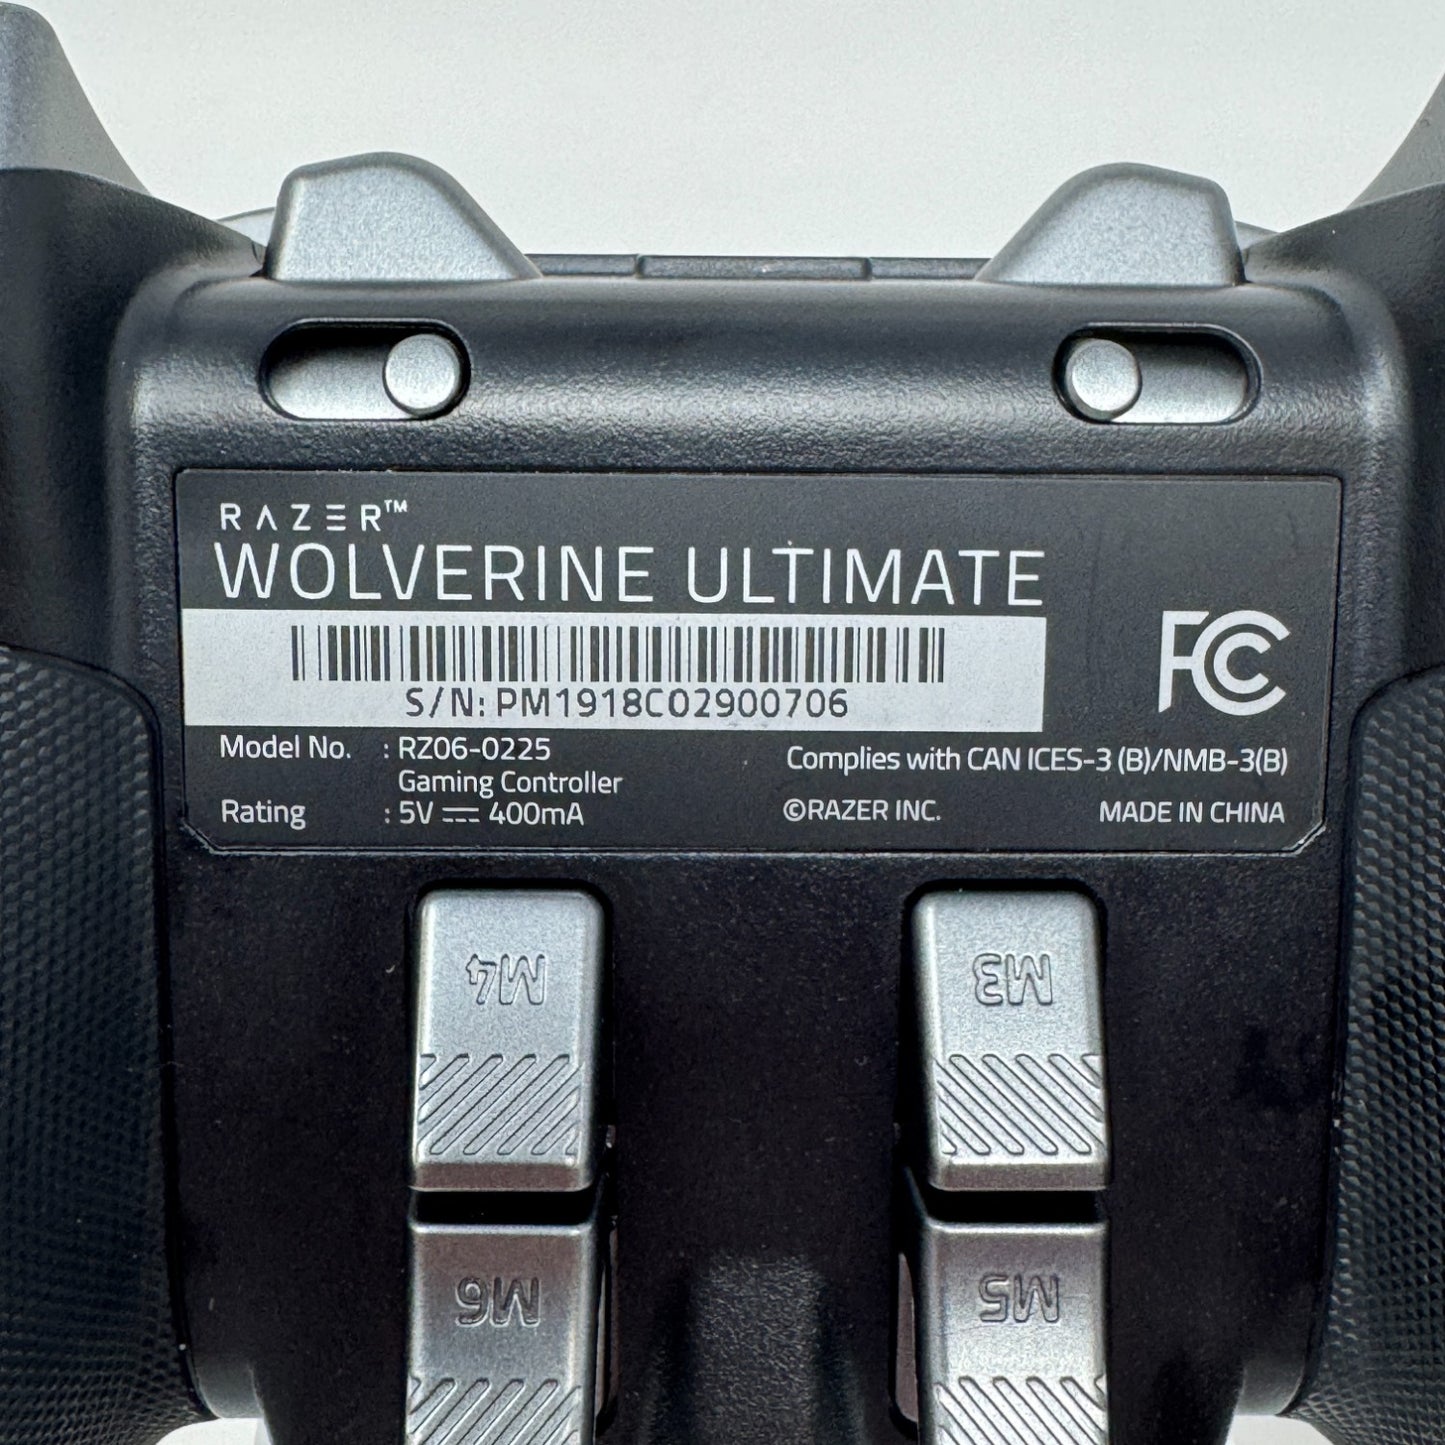 RAZER™
WOLVERINE ULTIMATE
S/N: PM1918C02900706
FC
Model No. : RZ06-0225
Gaming Controller
Complies with CAN ICES-3 (B)/NMB-3(B)
Rating : 5V ⎓ 400mA
©RAZER INC. MADE IN CHINA
M4 M3
M6 M5